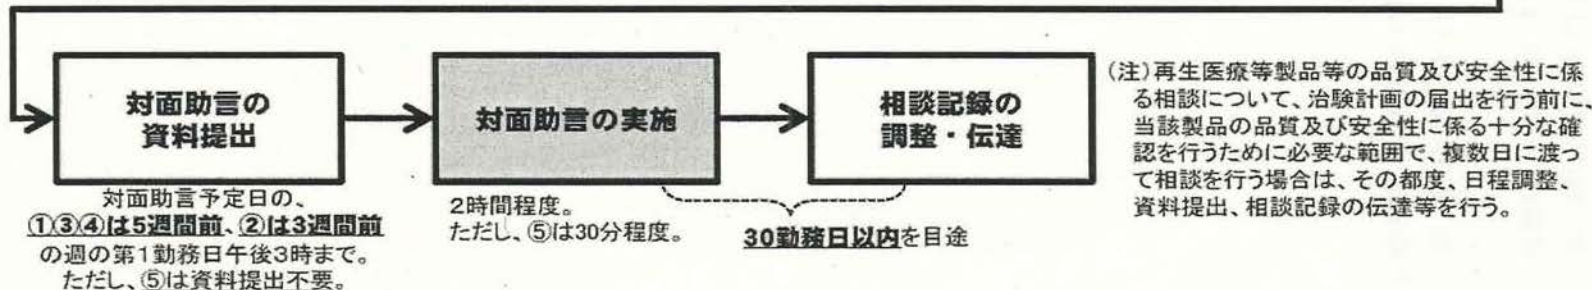 対面助言の
資料提出
対面助言の実施
相談記録の
調整・伝達
対面助言予定日の、
①③④は5週間前、②は3週間前
の週の第1勤務日午後3時まで。
ただし、⑤は資料提出不要。
2時間程度。
ただし、⑤は30分程度。
30勤務日以内を目途
(注)再生医療等製品等の品質及び安全性に係
る相談について、治験計画の届出を行う前に、
当該製品の品質及び安全性に係る十分な確
認を行うために必要な範囲で、複数日に渡っ
て相談を行う場合は、その都度、日程調整、
資料提出、相談記録の伝達等を行う。